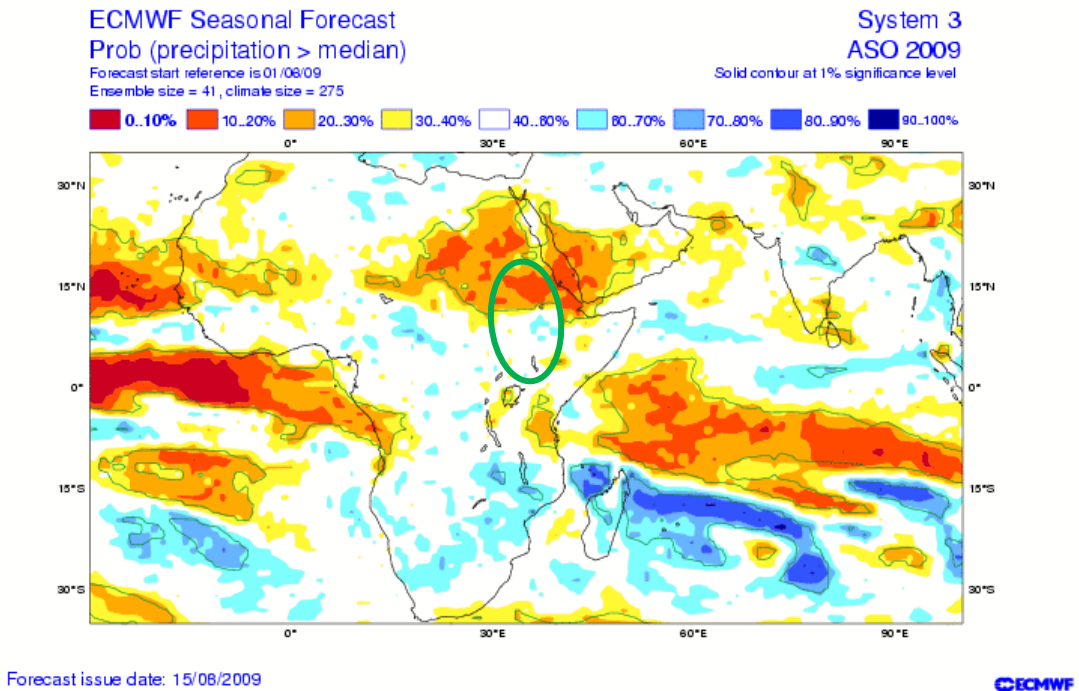 ECMWF Seasonal Forecast
System 3
Prob (precipitation > median)
ASO 2009
Forecast start reference is 01/06/09
Solid contour at 1% significance level
Ensemble size = 41, climate size = 275
0..10% 10..20% 20..30% 30..40% 40..60% 60..70% 70..80% 80..90% 90..100%
0° 30°E 60°E 90°E
30°N 30°N
15°N 15°N
0° 0°
15°S 15°S
30°S 30°S
0° 30°E 60°E 90°E
Forecast issue date: 15/06/2009
ECMWF